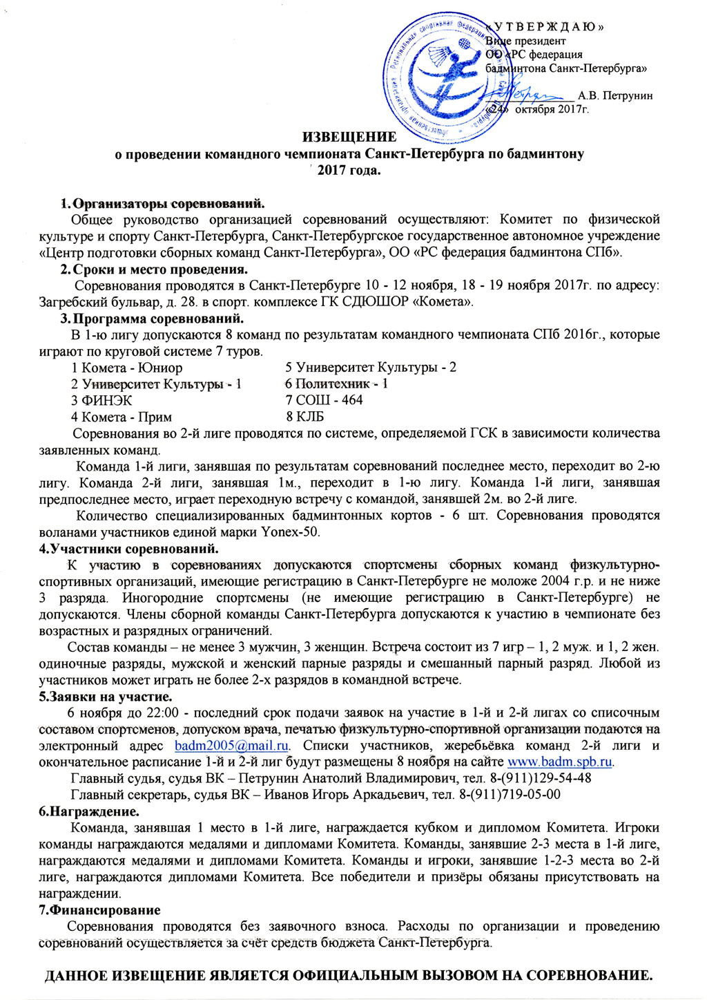 «УТВЕРЖДАЮ»
Вице президент
ОО «РС федерация
бадминтона Санкт-Петербурга»
А.В. Петрунин
«24» октября 2017г.
ИЗВЕЩЕНИЕ
о проведении командного чемпионата Санкт-Петербурга по бадминтону
2017 года.
1. Организаторы соревнований.
Общее руководство организацией соревнований осуществляют: Комитет по физической
культуре и спорту Санкт-Петербурга, Санкт-Петербургское государственное автономное учреждение
«Центр подготовки сборных команд Санкт-Петербурга», ОО «РС федерация бадминтона СПб».
2. Сроки и место проведения.
Соревнования проводятся в Санкт-Петербурге 10 - 12 ноября, 18 - 19 ноября 2017г. по адресу:
Загребский бульвар, д. 28. в спорт. комплексе ГК СДЮШОР «Комета».
3. Программа соревнований.
В 1-ю лигу допускаются 8 команд по результатам командного чемпионата СПб 2016г., которые
играют по круговой системе 7 туров.
1 Комета - Юниор 5 Университет Культуры - 2
2 Университет Культуры - 1 6 Политехник - 1
3 ФИНЭК 7 СОШ - 464
4 Комета - Прим 8 КЛБ
Соревнования во 2-й лиге проводятся по системе, определяемой ГСК в зависимости количества
заявленных команд.
Команда 1-й лиги, занявшая по результатам соревнований последнее место, переходит во 2-ю
лигу. Команда 2-й лиги, занявшая 1м., переходит в 1-ю лигу. Команда 1-й лиги, занявшая
предпоследнее место, играет переходную встречу с командой, занявшей 2м. во 2-й лиге.
Количество специализированных бадминтонных кортов - 6 шт. Соревнования проводятся
воланами участников единой марки Yonex-50.
4.Участники соревнований.
К участию в соревнованиях допускаются спортсмены сборных команд физкультурно-
спортивных организаций, имеющие регистрацию в Санкт-Петербурге не моложе 2004 г.р. и не ниже
3 разряда. Иногородние спортсмены (не имеющие регистрацию в Санкт-Петербурге) не
допускаются. Члены сборной команды Санкт-Петербурга допускаются к участию в чемпионате без
возрастных и разрядных ограничений.
Состав команды – не менее 3 мужчин, 3 женщин. Встреча состоит из 7 игр – 1, 2 муж. и 1, 2 жен.
одиночные разряды, мужской и женский парные разряды и смешанный парный разряд. Любой из
участников может играть не более 2-х разрядов в командной встрече.
5.Заявки на участие.
6 ноября до 22:00 - последний срок подачи заявок на участие в 1-й и 2-й лигах со списочным
составом спортсменов, допуском врача, печатью физкультурно-спортивной организации подаются на
электронный адрес badm2005@mail.ru. Списки участников, жеребьёвка команд 2-й лиги и
окончательное расписание 1-й и 2-й лиг будут размещены 8 ноября на сайте www.badm.spb.ru.
Главный судья, судья ВК – Петрунин Анатолий Владимирович, тел. 8-(911)129-54-48
Главный секретарь, судья ВК – Иванов Игорь Аркадьевич, тел. 8-(911)719-05-00
6.Награждение.
Команда, занявшая 1 место в 1-й лиге, награждается кубком и дипломом Комитета. Игроки
команды награждаются медалями и дипломами Комитета. Команды, занявшие 2-3 места в 1-й лиге,
награждаются медалями и дипломами Комитета. Команды и игроки, занявшие 1-2-3 места во 2-й
лиге, награждаются дипломами Комитета. Все победители и призёры обязаны присутствовать на
награждении.
7.Финансирование
Соревнования проводятся без заявочного взноса. Расходы по организации и проведению
соревнований осуществляется за счёт средств бюджета Санкт-Петербурга.
ДАННОЕ ИЗВЕЩЕНИЕ ЯВЛЯЕТСЯ ОФИЦИАЛЬНЫМ ВЫЗОВОМ НА СОРЕВНОВАНИЕ.